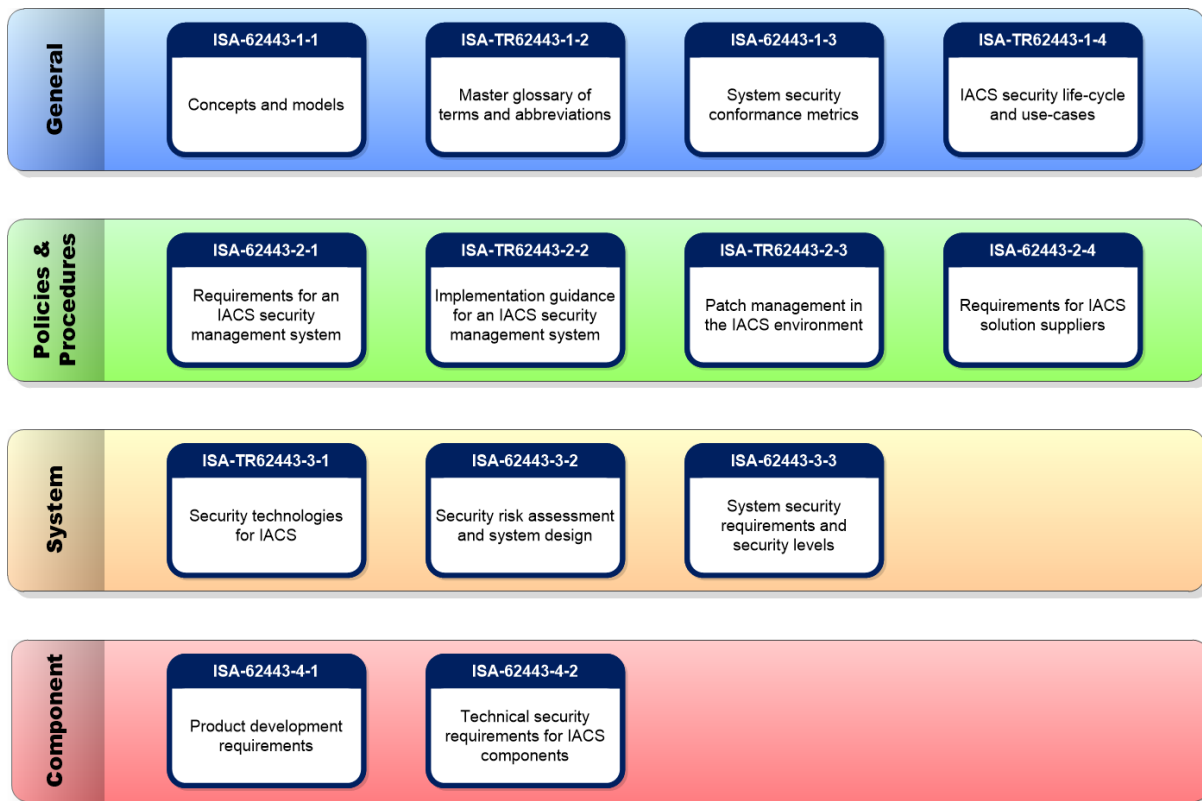 General
ISA-62443-1-1
Concepts and models
ISA-TR62443-1-2
Master glossary of
terms and abbreviations
ISA-62443-1-3
System security
conformance metrics
ISA-TR62443-1-4
IACS security life-cycle
and use-cases
Policies &
Procedures
ISA-62443-2-1
Requirements for an
IACS security
management system
ISA-TR62443-2-2
Implementation guidance
for an IACS security
management system
ISA-TR62443-2-3
Patch management in
the IACS environment
ISA-62443-2-4
Requirements for IACS
solution suppliers
System
ISA-TR62443-3-1
Security technologies
for IACS
ISA-62443-3-2
Security risk assessment
and system design
ISA-62443-3-3
System security
requirements and
security levels
Component
ISA-62443-4-1
Product development
requirements
ISA-62443-4-2
Technical security
requirements for IACS
components